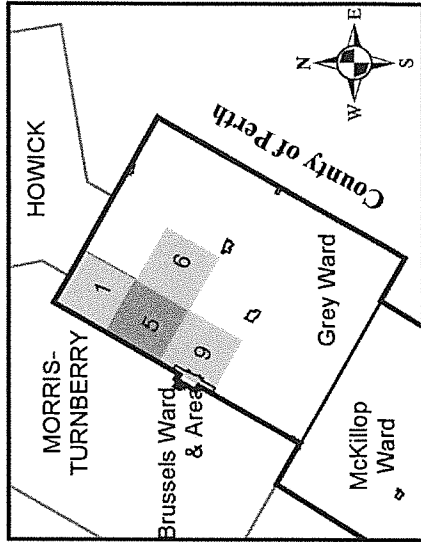 HOWICK
MORRIS-
TURNBERRY
N
E
W
S
County of Perth
1
6
5
9
Brussels Ward
& Area
Grey Ward
McKillop
Ward